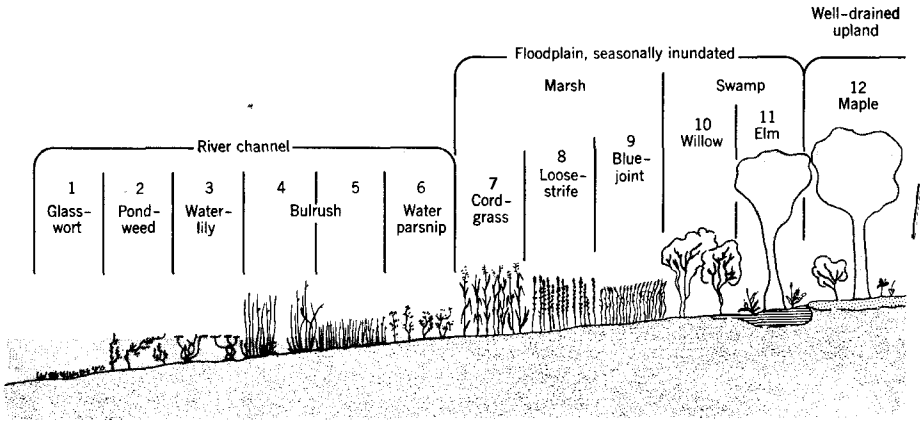 Well-drained
upland
Floodplain, seasonally inundated
Marsh
Swamp
12
Maple
11
Elm
10
Willow
9
Blue-
joint
8
Loose-
strife
7
Cord-
grass
River channel
1
Glass-
wort
2
Pond-
weed
3
Water-
lily
4
5
Bulrush
6
Water
parsnip